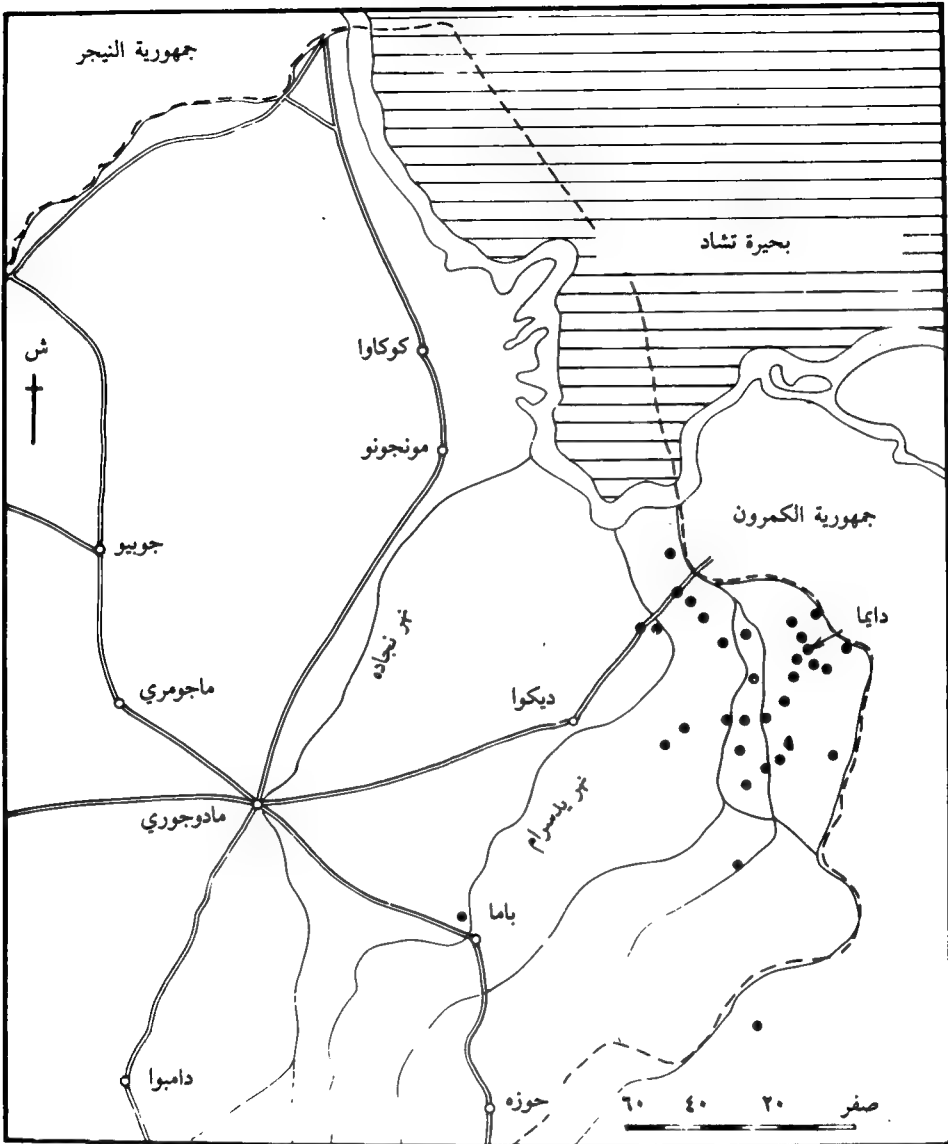 جمهورية النيجر
بحيرة تشاد
ش
كوكاوا
مونجونو
جمهورية الكمرون
جوبيو
دايما
نهر نجاده
ماجومري
ديكوا
مادوجوري
نهر يدسرام
باما
دامبوا
حوزه
صفر ٢٠ ٤٠ ٦٠